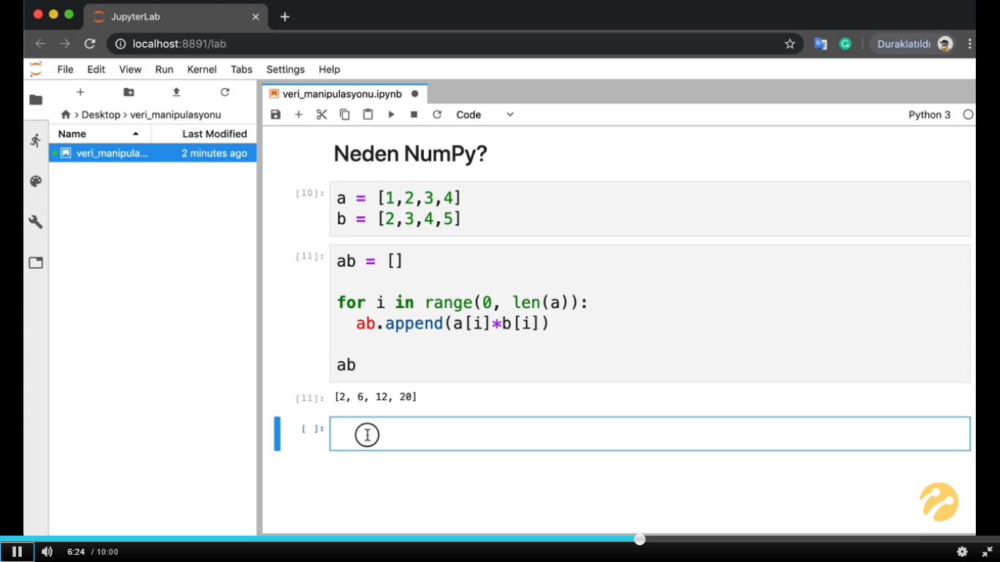 JupyterLab
localhost:8891/lab
Duraklatıldı
File Edit View Run Kernel Tabs Settings Help
veri_manipulasyonu.ipynb
Code
Python 3
> Desktop > veri_manipulasyonu
Name Last Modified
veri_manipula... 2 minutes ago
Neden NumPy?
[10]:
a = [1,2,3,4]
b = [2,3,4,5]
[11]:
ab = []
for i in range(0, len(a)):
ab.append(a[i]*b[i])
ab
[11]: [2, 6, 12, 20]
[ ]:
6:24 / 10:00